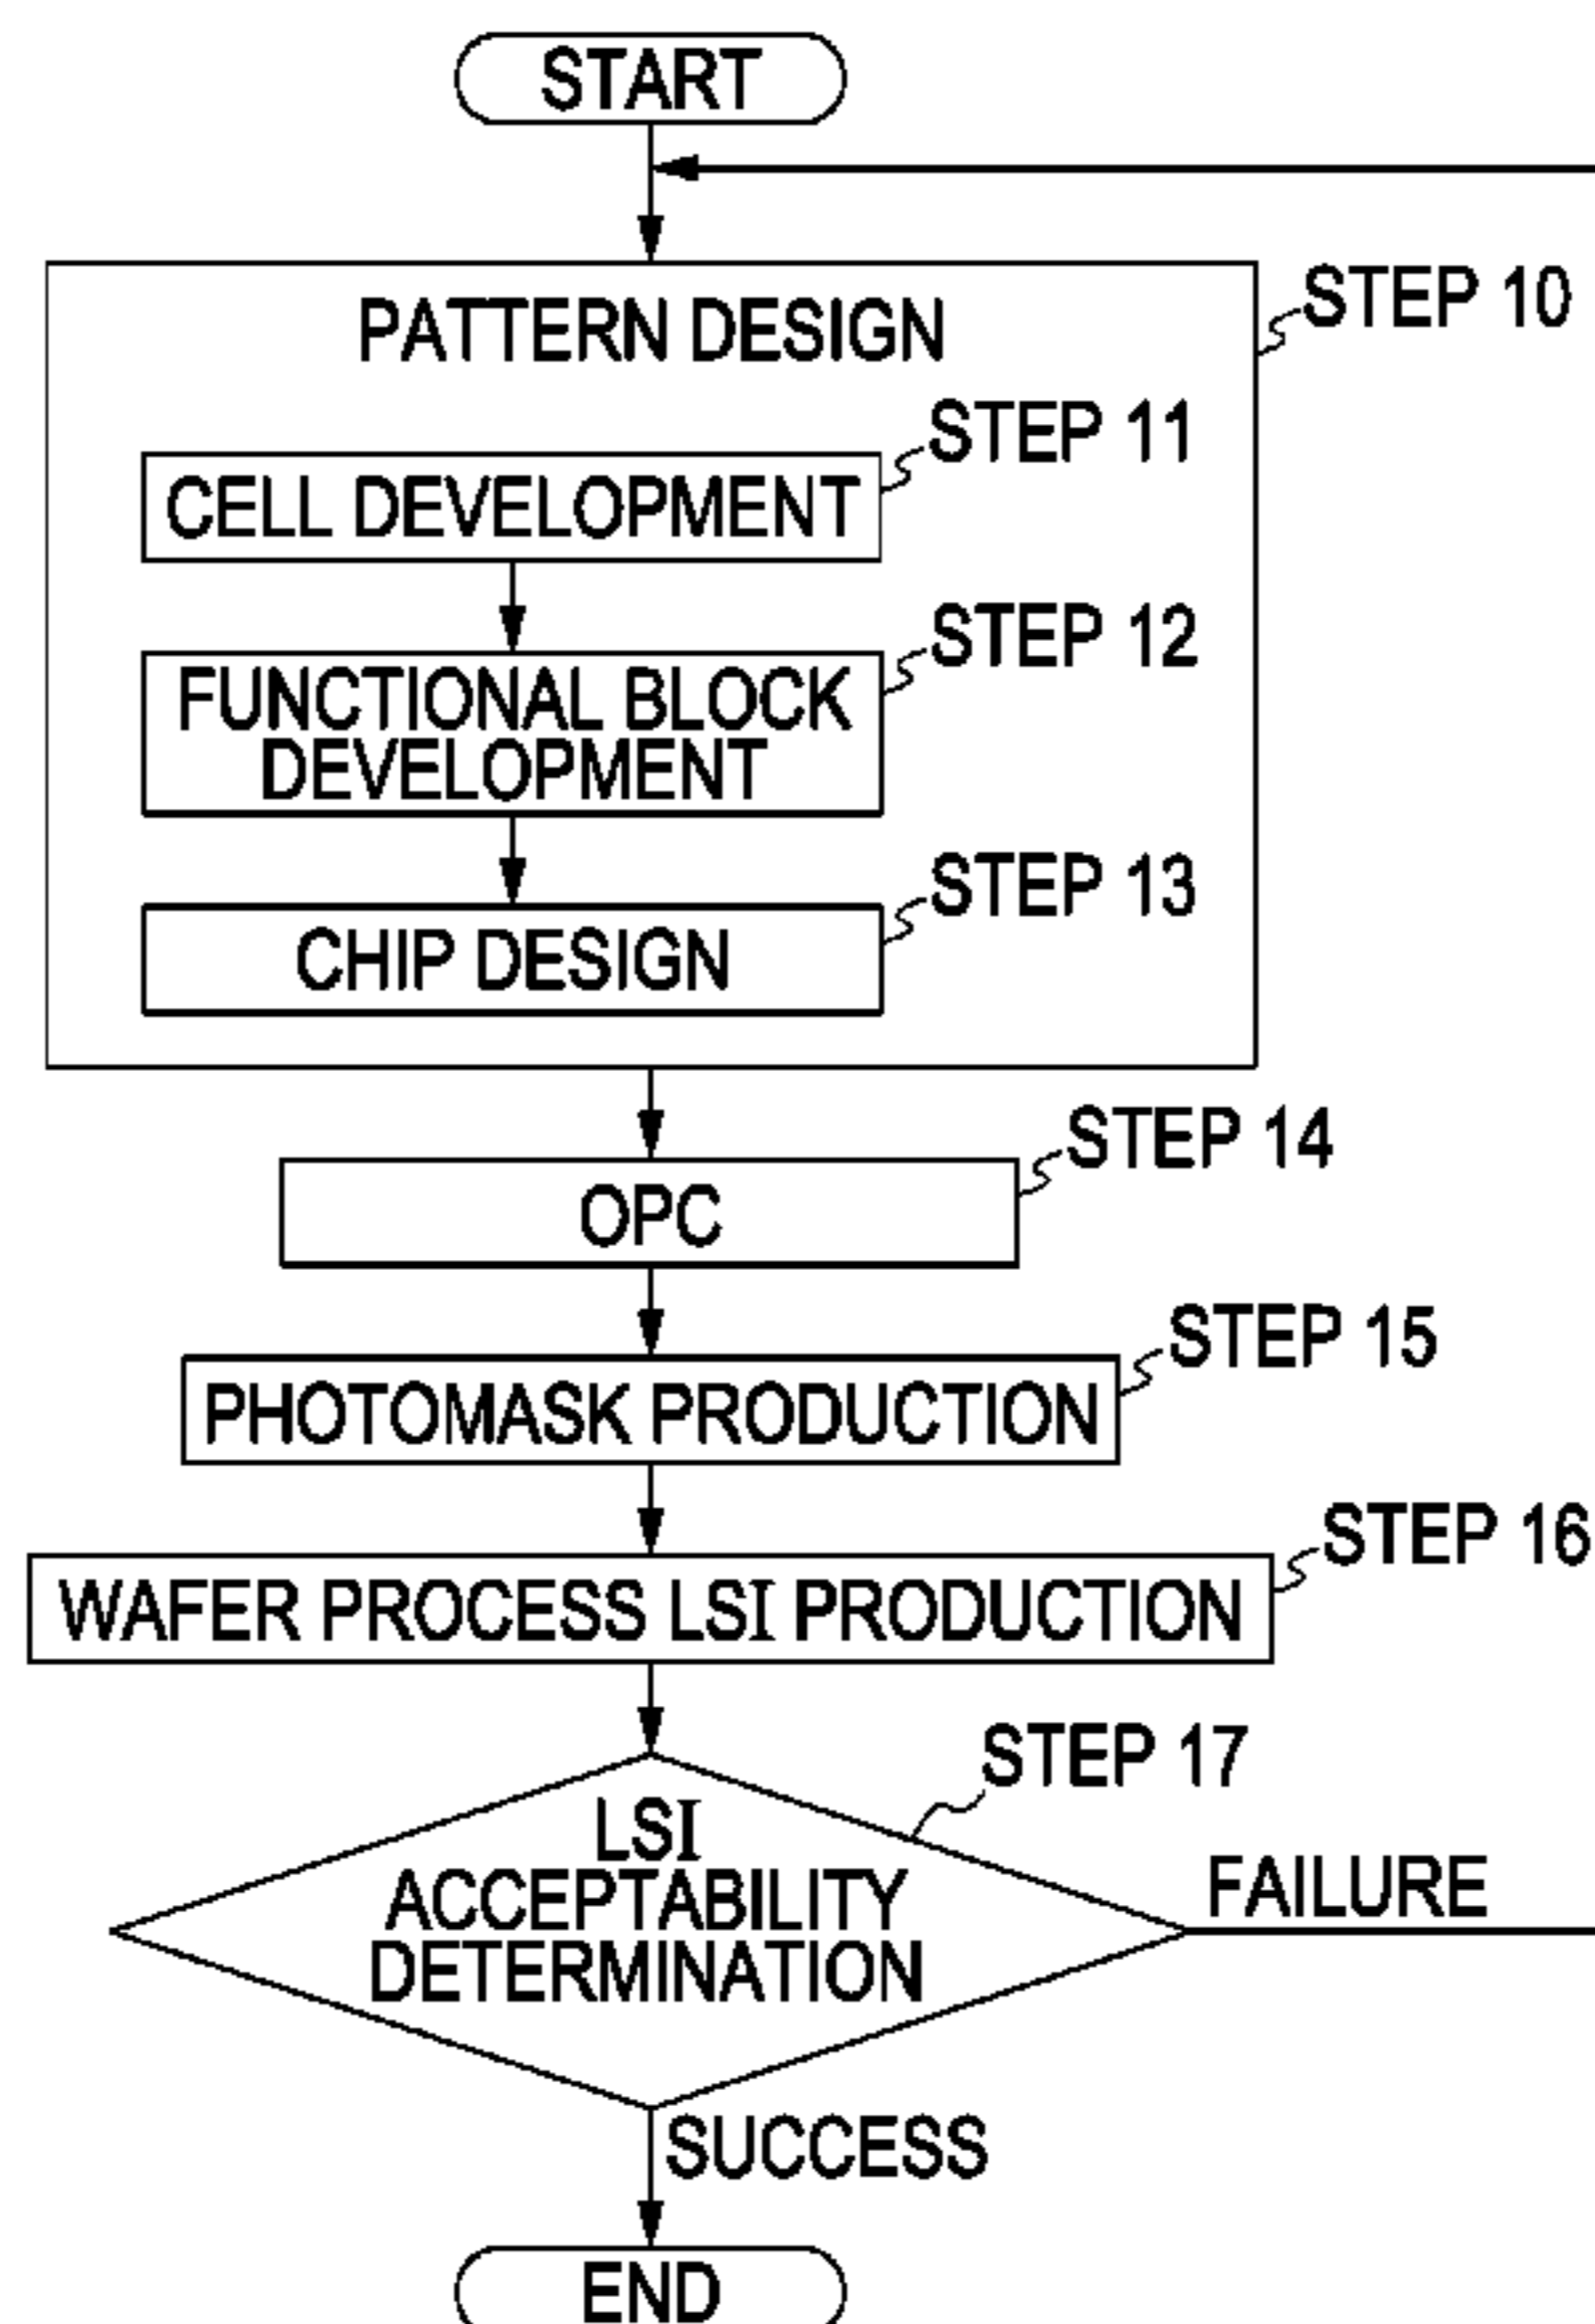 START
PATTERN DESIGN
STEP 10
CELL DEVELOPMENT
STEP 11
FUNCTIONAL BLOCK
DEVELOPMENT
STEP 12
CHIP DESIGN
STEP 13
OPC
STEP 14
PHOTOMASK PRODUCTION
STEP 15
WAFER PROCESS LSI PRODUCTION
STEP 16
LSI
ACCEPTABILITY
DETERMINATION
STEP 17
FAILURE
SUCCESS
END